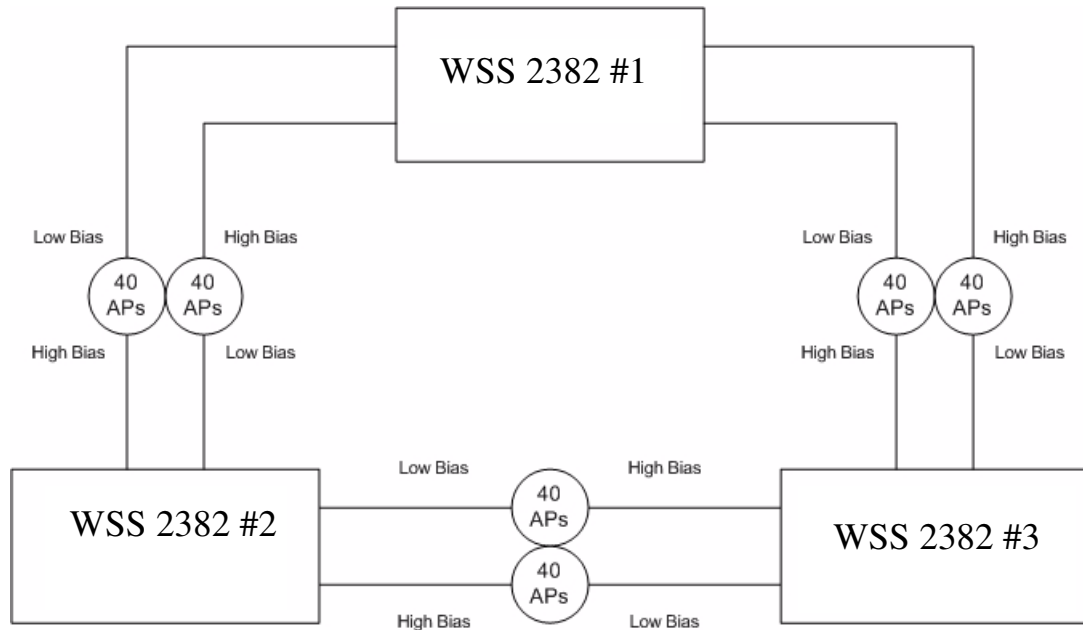 WSS 2382 #1
Low Bias
High Bias
Low Bias
High Bias
40
APs
40
APs
40
APs
40
APs
High Bias
Low Bias
High Bias
Low Bias
WSS 2382 #2
Low Bias
40
APs
High Bias
WSS 2382 #3
High Bias
40
APs
Low Bias